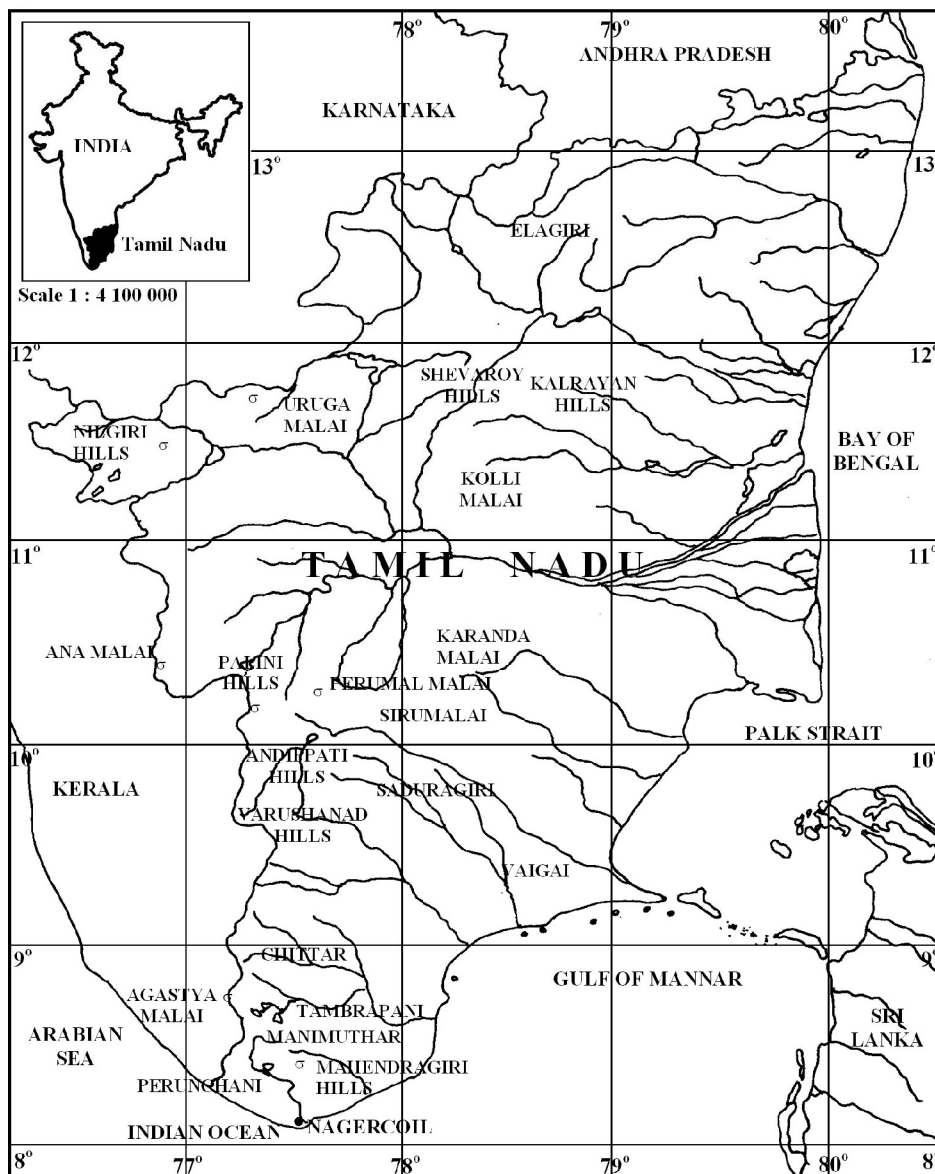 78°
79°
80°
ANDHRA PRADESH
KARNATAKA
INDIA
13°
13
Tamil Nadu
ELAGIRI
Scale 1 : 4 100 000
12°
12°
SHEVAROY
HIDLS
KALRAYAN
HILLS
URUGA
MALAI
NILGIRI
HILLS
BAY OF
BENGAL
KOLLI
MALAI
11°
11°
TAMIL NADU
KARANDA
MALAI
ANA MALAI
PALINI
HILLS
PERUMAL MALAI
SIRUMALAI
PALK STRAIT
10°
10°
ANDIPPATI
HILLS
KERALA
SADURAGIRI
VARUSHANAD
HILLS
VAIGAI
9°
9°
CHITTAR
GULF OF MANNAR
AGASTYA
MALAI
TAMBRAPANI
SRI
LANKA
ARABIAN
SEA
MANIMUTHAR
MAHENDRAGIRI
HILLS
PERUNCHANI
NAGERCOIL
INDIAN OCEAN
8°
77°
78°
79°
80°
8